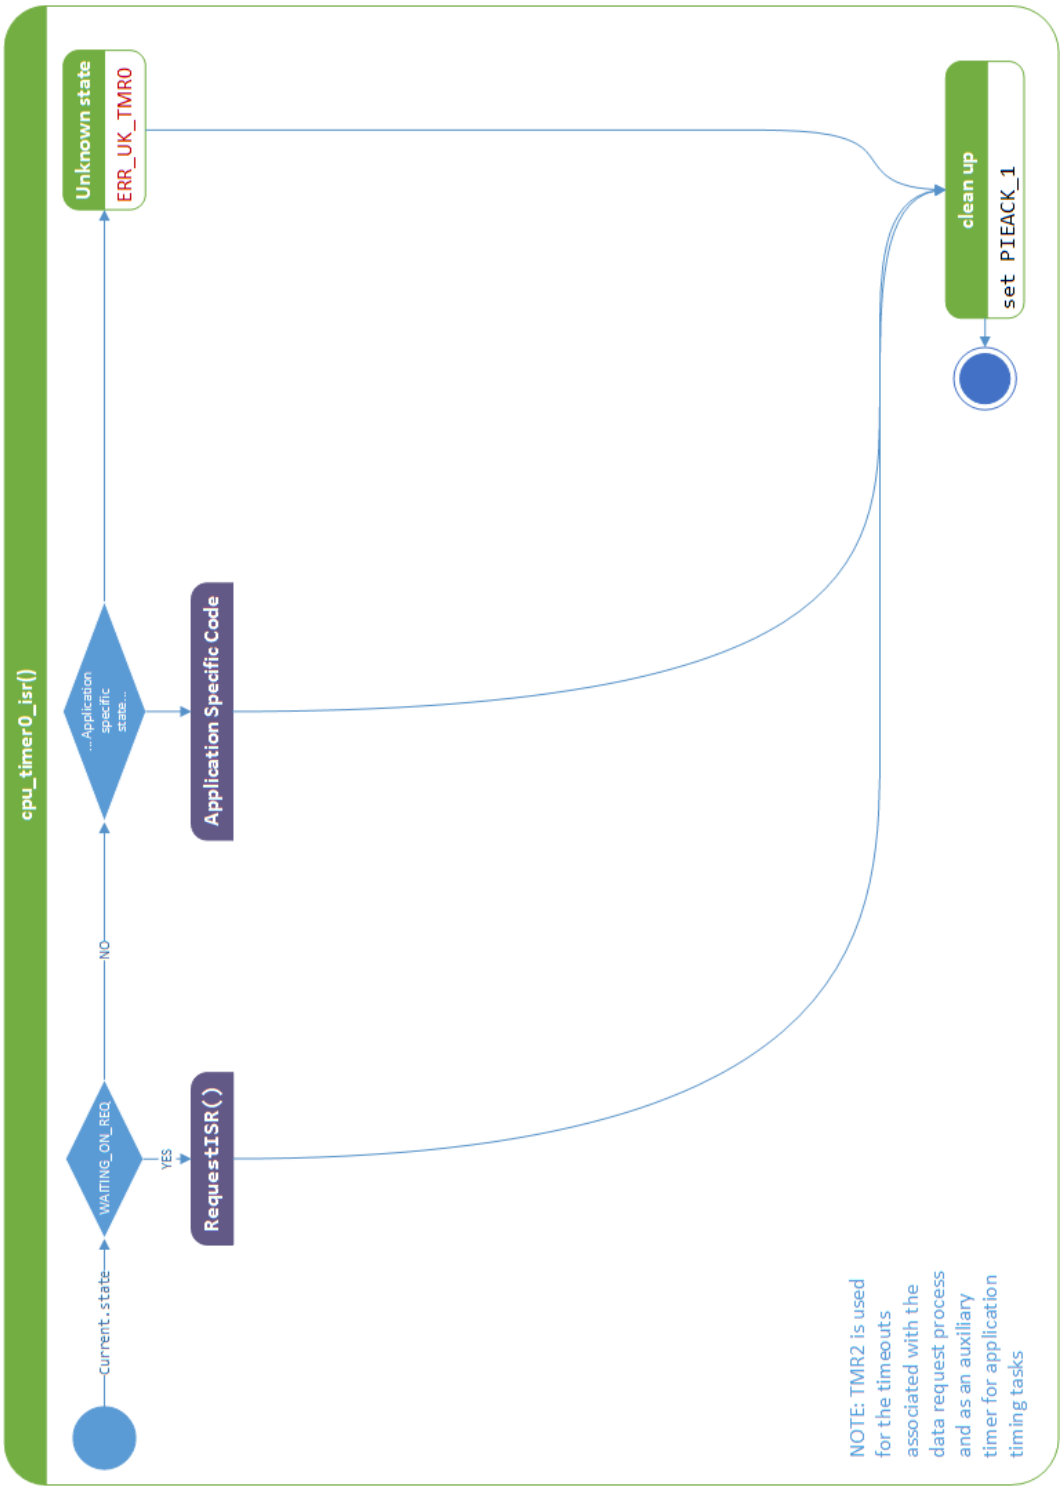 cpu_timer0_isr()
Current.state
WAITING_ON_REQ
NO
...Application
specific
state...
Unknown state
ERR_UK_TMR0
YES
RequestISR()
Application Specific Code
clean up
set PIEACK_1
NOTE: TMR2 is used
for the timeouts
associated with the
data request process
and as an auxiliary
timer for application
timing tasks